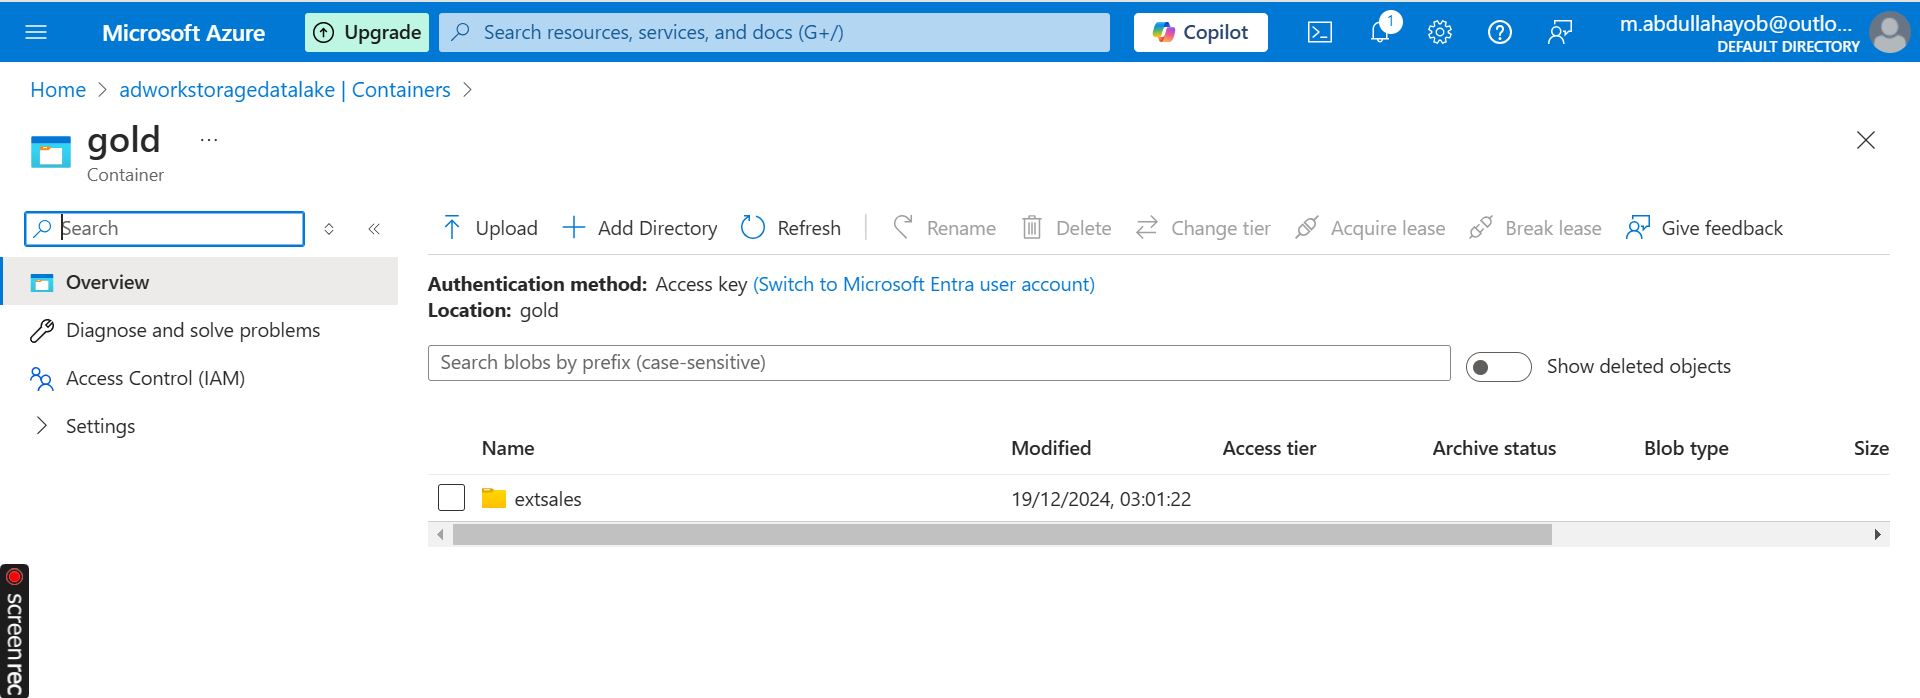 Microsoft Azure
Upgrade
Search resources, services, and docs (G+/)
Copilot
1
m.abdullahayob@outlo...
DEFAULT DIRECTORY
Home > adworkstoragedatalake | Containers >
gold ...
Container
Search
Overview
Diagnose and solve problems
Access Control (IAM)
Settings
Upload
Add Directory
Refresh
Rename
Delete
Change tier
Acquire lease
Break lease
Give feedback
Authentication method: Access key (Switch to Microsoft Entra user account)
Location: gold
Search blobs by prefix (case-sensitive)
Show deleted objects
Name Modified Access tier Archive status Blob type Size
extsales 19/12/2024, 03:01:22
screen rec